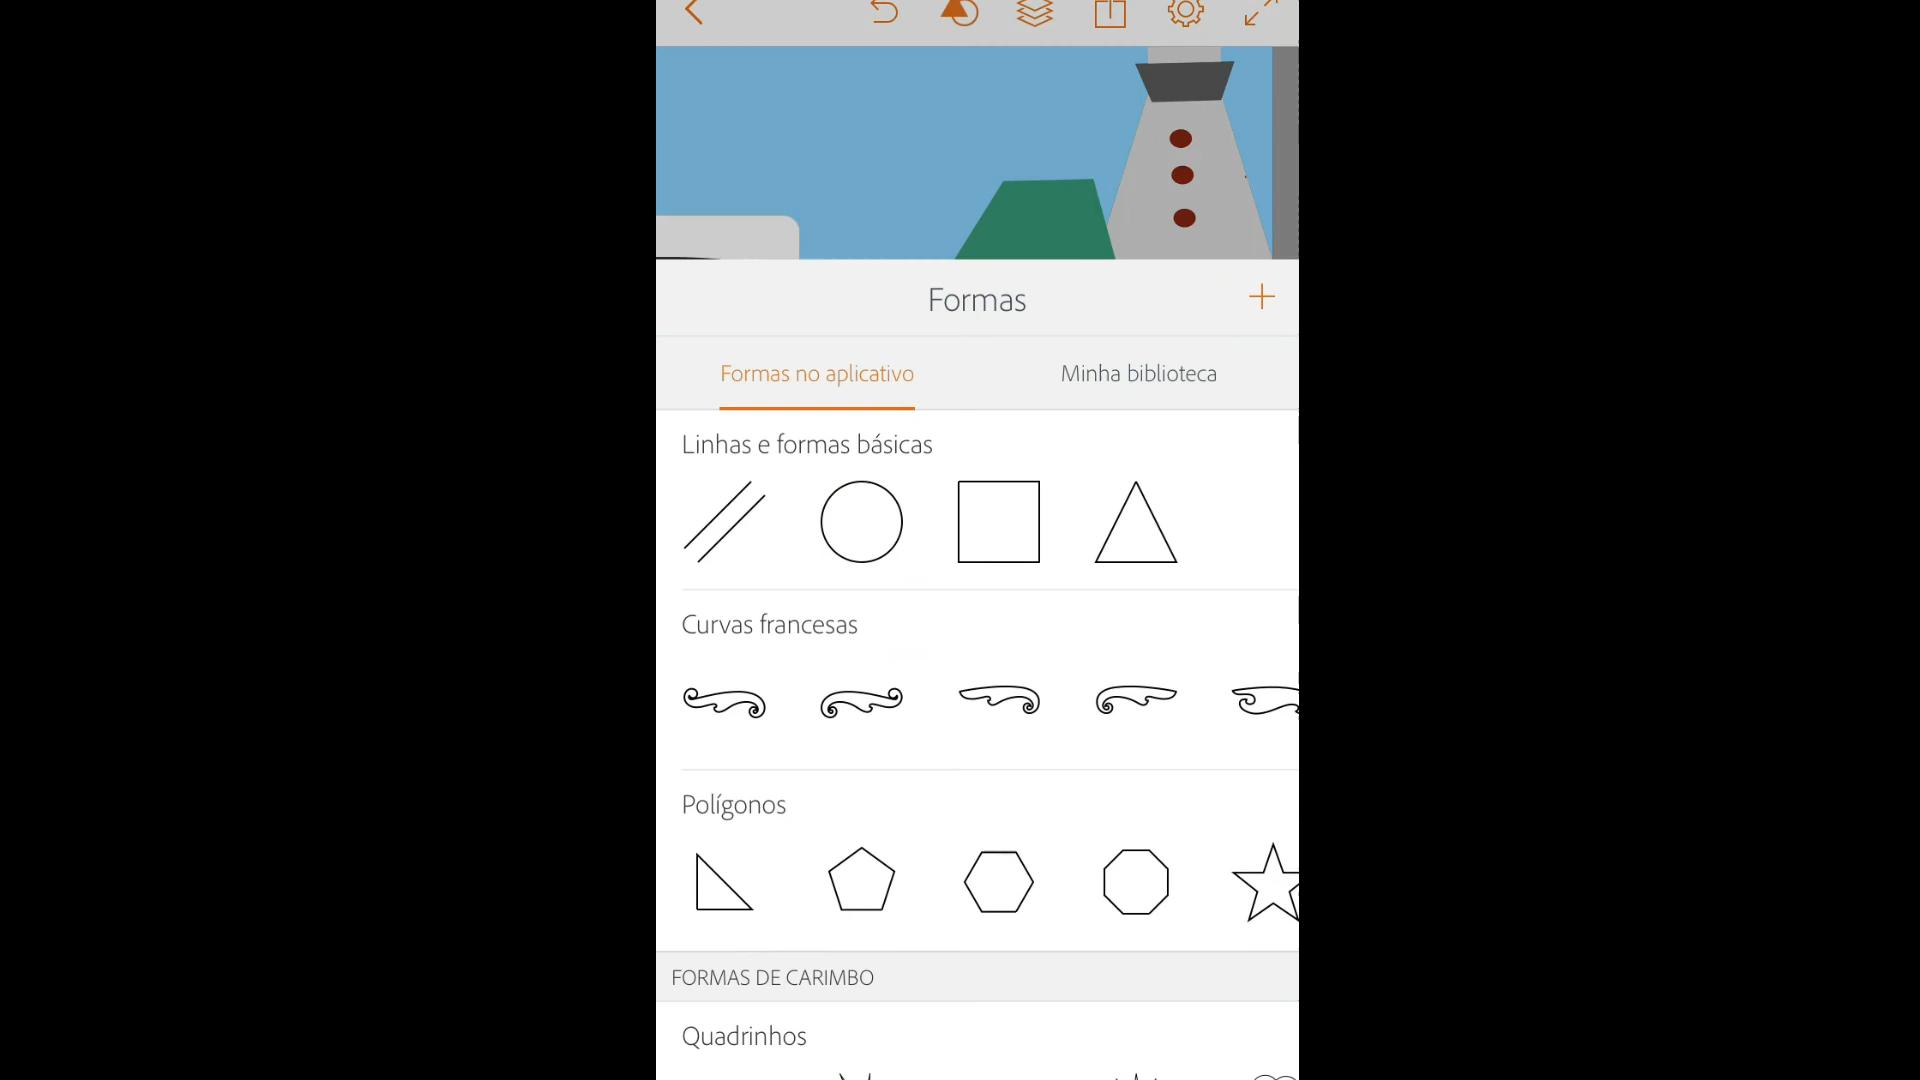 Formas
Formas no aplicativo
Minha biblioteca
Linhas e formas básicas
Curvas francesas
Polígonos
FORMAS DE CARIMBO
Quadrinhos